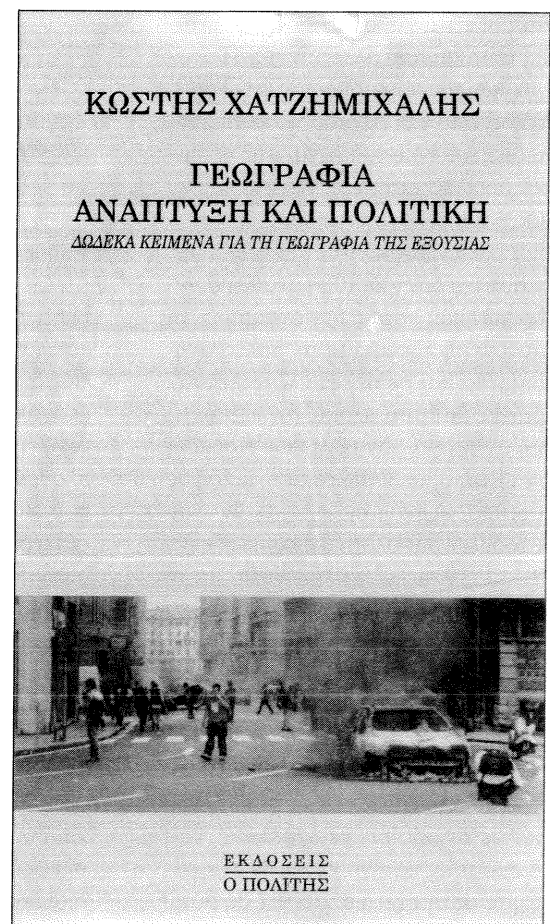 ΚΩΣΤΗΣ ΧΑΤΖΗΜΙΧΑΛΗΣ
ΓΕΩΓΡΑΦΙΑ
ΑΝΑΠΤΥΞΗ ΚΑΙ ΠΟΛΙΤΙΚΗ
ΔΩΔΕΚΑ ΚΕΙΜΕΝΑ ΓΙΑ ΤΗ ΓΕΩΓΡΑΦΙΑ ΤΗΣ ΕΞΟΥΣΙΑΣ
ΕΚΔΟΣΕΙΣ
Ο ΠΟΛΙΤΗΣ